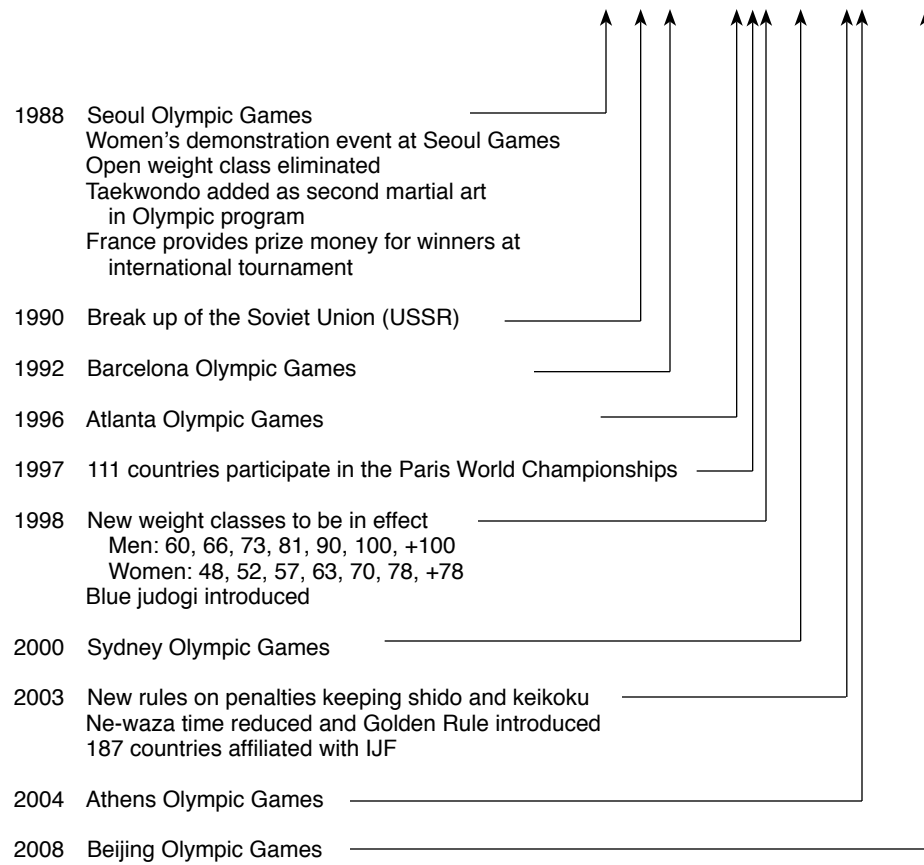 1988 Seoul Olympic Games
Women’s demonstration event at Seoul Games
Open weight class eliminated
Taekwondo added as second martial art
in Olympic program
France provides prize money for winners at
international tournament
1990 Break up of the Soviet Union (USSR)
1992 Barcelona Olympic Games
1996 Atlanta Olympic Games
1997 111 countries participate in the Paris World Championships
1998 New weight classes to be in effect
Men: 60, 66, 73, 81, 90, 100, +100
Women: 48, 52, 57, 63, 70, 78, +78
Blue judogi introduced
2000 Sydney Olympic Games
2003 New rules on penalties keeping shido and keikoku
Ne-waza time reduced and Golden Rule introduced
187 countries affiliated with IJF
2004 Athens Olympic Games
2008 Beijing Olympic Games